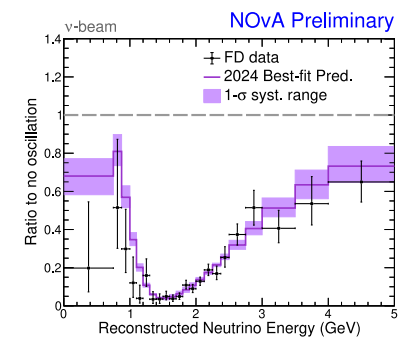 ν-beam
NOνA Preliminary
FD data
2024 Best-fit Pred.
1-σ syst. range
Ratio to no oscillation
1.4
1.2
1
0.8
0.6
0.4
0.2
0
0 1 2 3 4 5
Reconstructed Neutrino Energy (GeV)